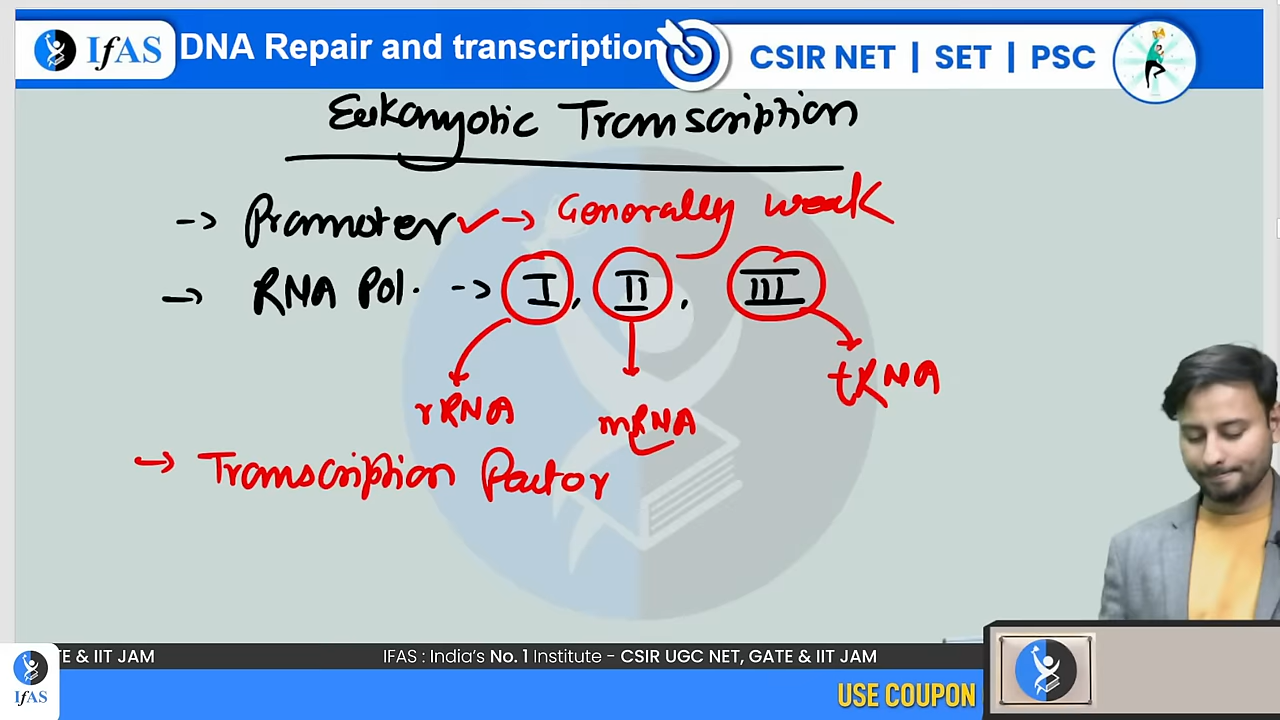 IFAS DNA Repair and transcription
CSIR NET | SET | PSC
Eukaryotic Transcription
-> Promoter ✓ -> Generally weak
-> RNA Pol. -> I, II, III
rRNA mRNA tRNA
-> Transcription Factor
TE & IIT JAM
IFAS : India's No. 1 Institute - CSIR UGC NET, GATE & IIT JAM
IFAS
USE COUPON